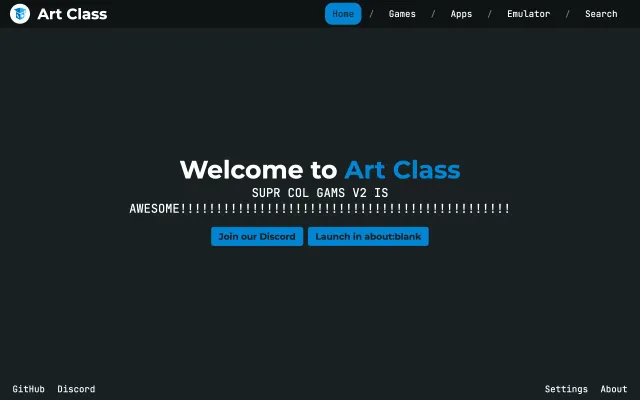 Art Class
Home / Games / Apps / Emulator / Search
Welcome to Art Class
SUPR COL GAMS V2 IS
AWESOME!!!!!!!!!!!!!!!!!!!!!!!!!!!!!!!!!!!!!!!!!!!!!!
Join our Discord Launch in about:blank
GitHub Discord Settings About